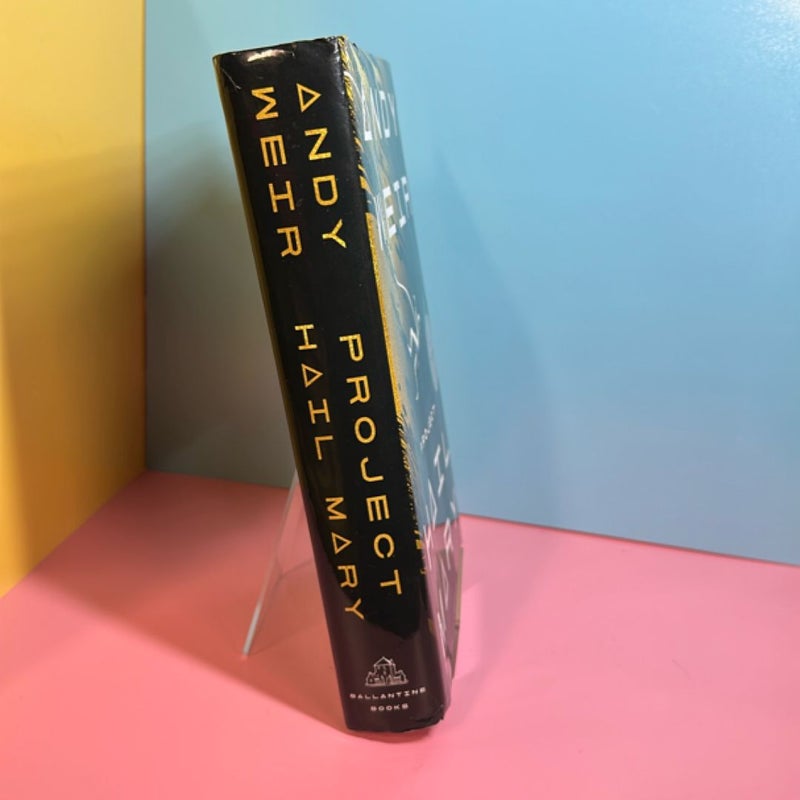 ANDY
WEIR
PROJECT
HAIL MARY
BALLANTINE
BOOKS